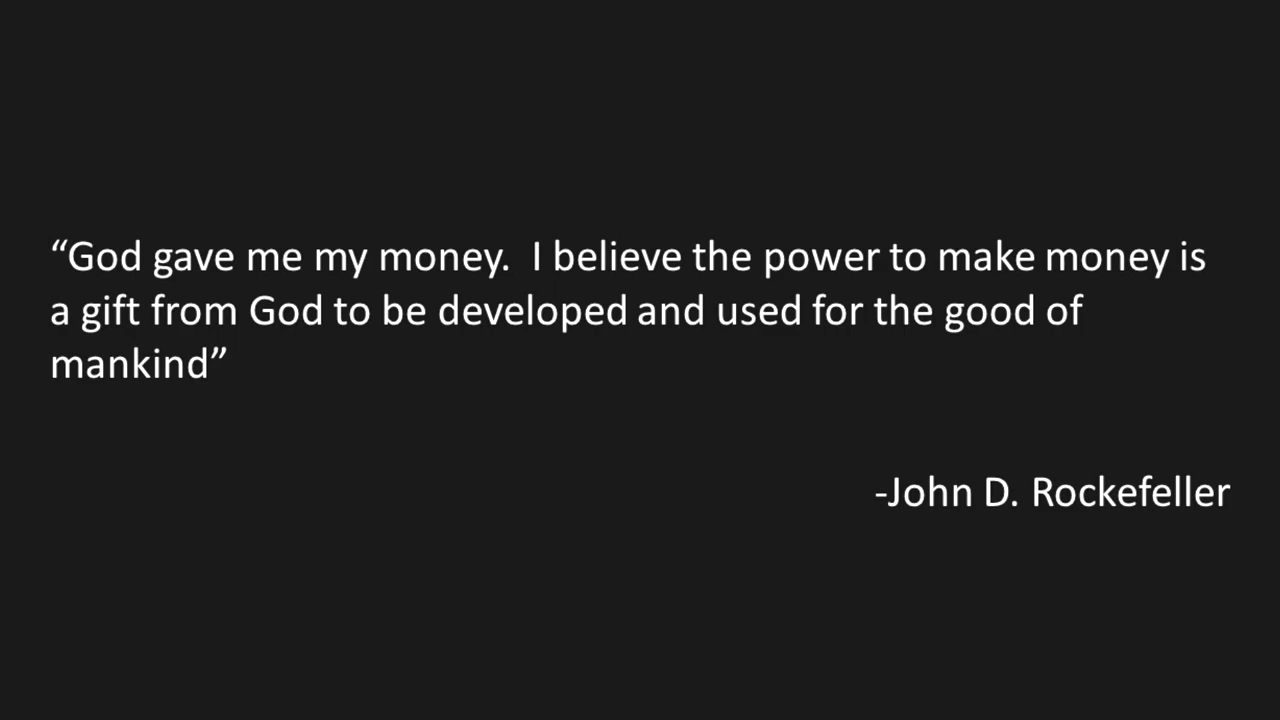 “God gave me my money.  I believe the power to make money is
a gift from God to be developed and used for the good of
mankind”
-John D. Rockefeller